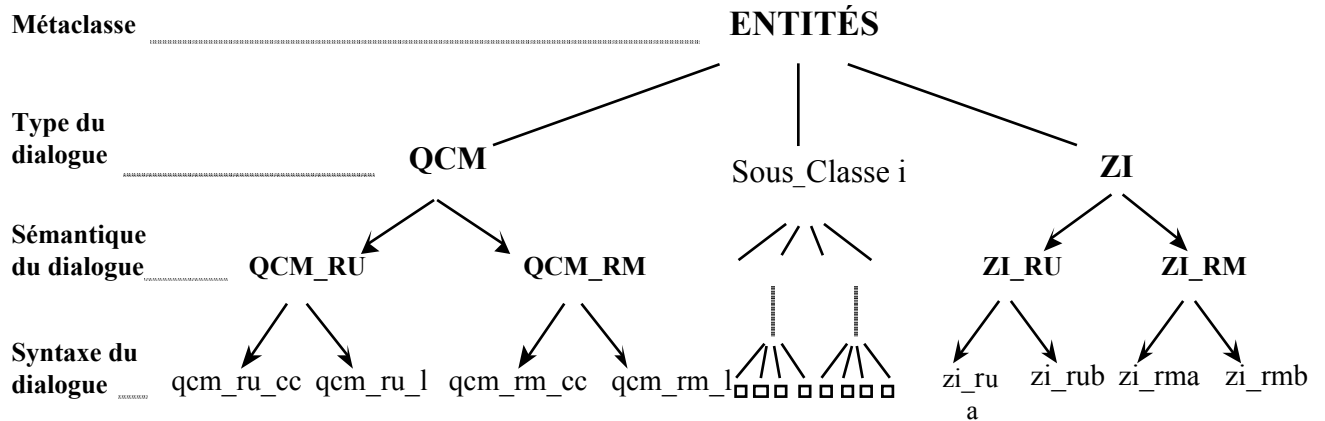 Métaclasse ENTITÉS
Type du
dialogue QCM Sous_Classe i ZI
Sémantique
du dialogue QCM_RU QCM_RM ZI_RU ZI_RM
Syntaxe du
dialogue qcm_ru_cc qcm_ru_l qcm_rm_cc qcm_rm_l zi_ru zi_rub zi_rma zi_rmb
a